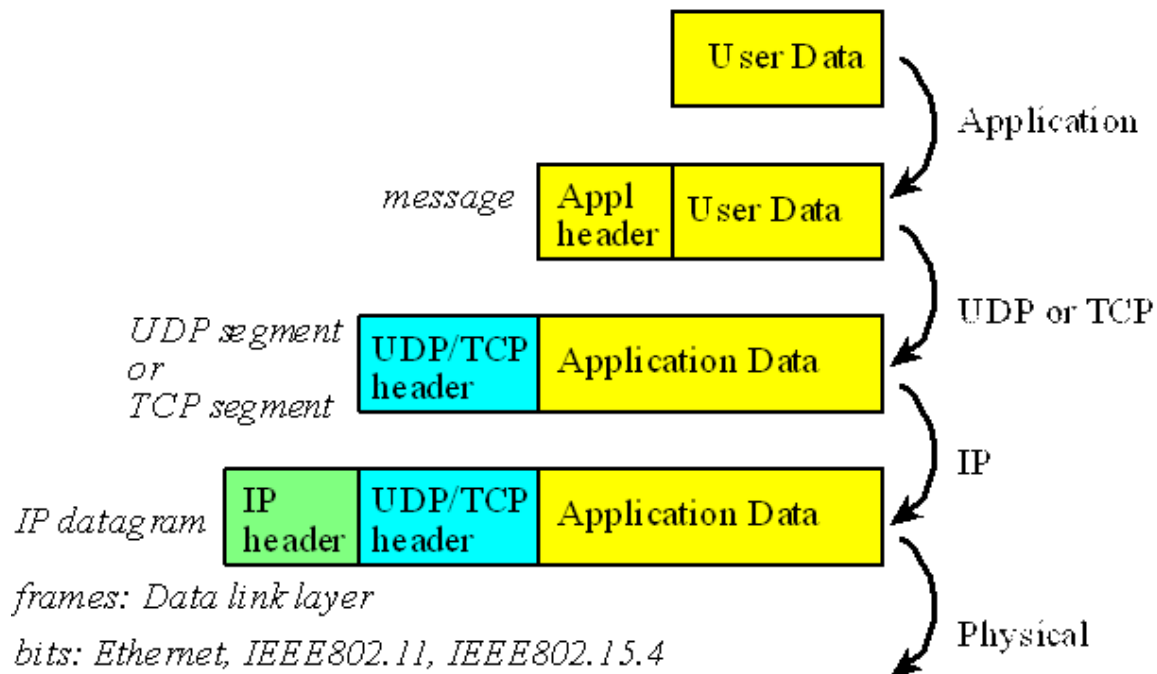 User Data
Application
message
Appl
header
User Data
UDP or TCP
UDP segment
or
TCP segment
UDP/TCP
header
Application Data
IP
IP datagram
IP
header
UDP/TCP
header
Application Data
frames: Data link layer
Physical
bits: Ethernet, IEEE802.11, IEEE802.15.4